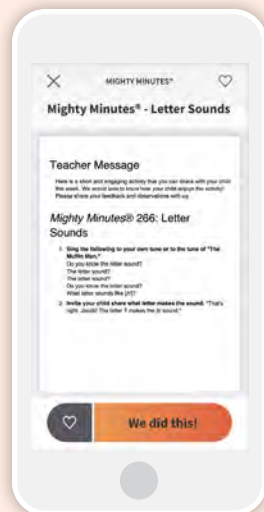 MIGHTY MINUTES®
Mighty Minutes® - Letter Sounds
Teacher Message
Here is a short and engaging activity that you can share with your child
this week. We would love to know how your child enjoys the activity!
Please share your feedback and observations with us.
Mighty Minutes® 266: Letter
Sounds
1. Sing the following to your own tune or to the tune of "The
Muffin Man."
Do you know the letter sound?
The letter sound?
The letter sound?
Do you know the letter sound?
What letter sounds like
2. Invite your child share what letter makes the sound. "That's
right, Jacob! The letter T makes the sound."
We did this!